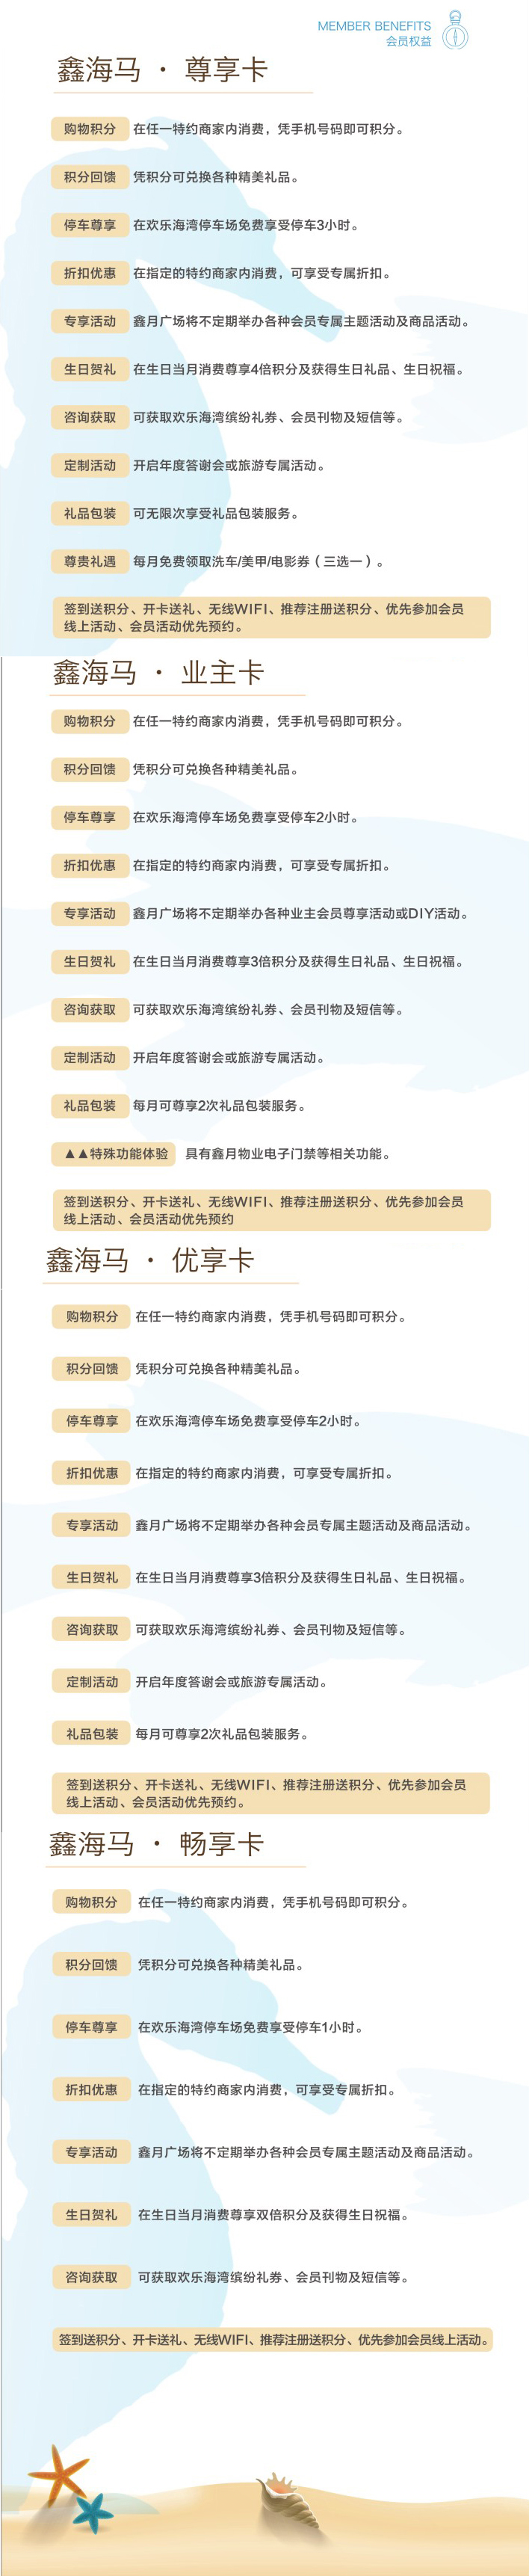 MEMBER BENEFITS
会员权益
鑫海马 · 尊享卡
购物积分 在任一特约商家内消费，凭手机号码即可积分。
积分回馈 凭积分可兑换各种精美礼品。
停车尊享 在欢乐海湾停车场免费享受停车3小时。
折扣优惠 在指定的特约商家内消费，可享受专属折扣。
专享活动 鑫月广场将不定期举办各种会员专属主题活动及商品活动。
生日贺礼 在生日当月消费尊享4倍积分及获得生日礼品、生日祝福。
咨询获取 可获取欢乐海湾缤纷礼券、会员刊物及短信等。
定制活动 开启年度答谢会或旅游专属活动。
礼品包装 可无限次享受礼品包装服务。
尊贵礼遇 每月免费领取洗车/美甲/电影券（三选一）。
签到送积分、开卡送礼、无线WIFI、推荐注册送积分、优先参加会员
线上活动、会员活动优先预约。
鑫海马 · 业主卡
购物积分 在任一特约商家内消费，凭手机号码即可积分。
积分回馈 凭积分可兑换各种精美礼品。
停车尊享 在欢乐海湾停车场免费享受停车2小时。
折扣优惠 在指定的特约商家内消费，可享受专属折扣。
专享活动 鑫月广场将不定期举办各种业主会员尊享活动或DIY活动。
生日贺礼 在生日当月消费尊享3倍积分及获得生日礼品、生日祝福。
咨询获取 可获取欢乐海湾缤纷礼券、会员刊物及短信等。
定制活动 开启年度答谢会或旅游专属活动。
礼品包装 每月可尊享2次礼品包装服务。
▲▲特殊功能体验 具有鑫月物业电子门禁等相关功能。
签到送积分、开卡送礼、无线WIFI、推荐注册送积分、优先参加会员
线上活动、会员活动优先预约
鑫海马 · 优享卡
购物积分 在任一特约商家内消费，凭手机号码即可积分。
积分回馈 凭积分可兑换各种精美礼品。
停车尊享 在欢乐海湾停车场免费享受停车2小时。
折扣优惠 在指定的特约商家内消费，可享受专属折扣。
专享活动 鑫月广场将不定期举办各种会员专属主题活动及商品活动。
生日贺礼 在生日当月消费尊享3倍积分及获得生日礼品、生日祝福。
咨询获取 可获取欢乐海湾缤纷礼券、会员刊物及短信等。
定制活动 开启年度答谢会或旅游专属活动。
礼品包装 每月可尊享2次礼品包装服务。
签到送积分、开卡送礼、无线WIFI、推荐注册送积分、优先参加会员
线上活动、会员活动优先预约。
鑫海马 · 畅享卡
购物积分 在任一特约商家内消费，凭手机号码即可积分。
积分回馈 凭积分可兑换各种精美礼品。
停车尊享 在欢乐海湾停车场免费享受停车1小时。
折扣优惠 在指定的特约商家内消费，可享受专属折扣。
专享活动 鑫月广场将不定期举办各种会员专属主题活动及商品活动。
生日贺礼 在生日当月消费尊享双倍积分及获得生日祝福。
咨询获取 可获取欢乐海湾缤纷礼券、会员刊物及短信等。
签到送积分、开卡送礼、无线WIFI、推荐注册送积分、优先参加会员线上活动。